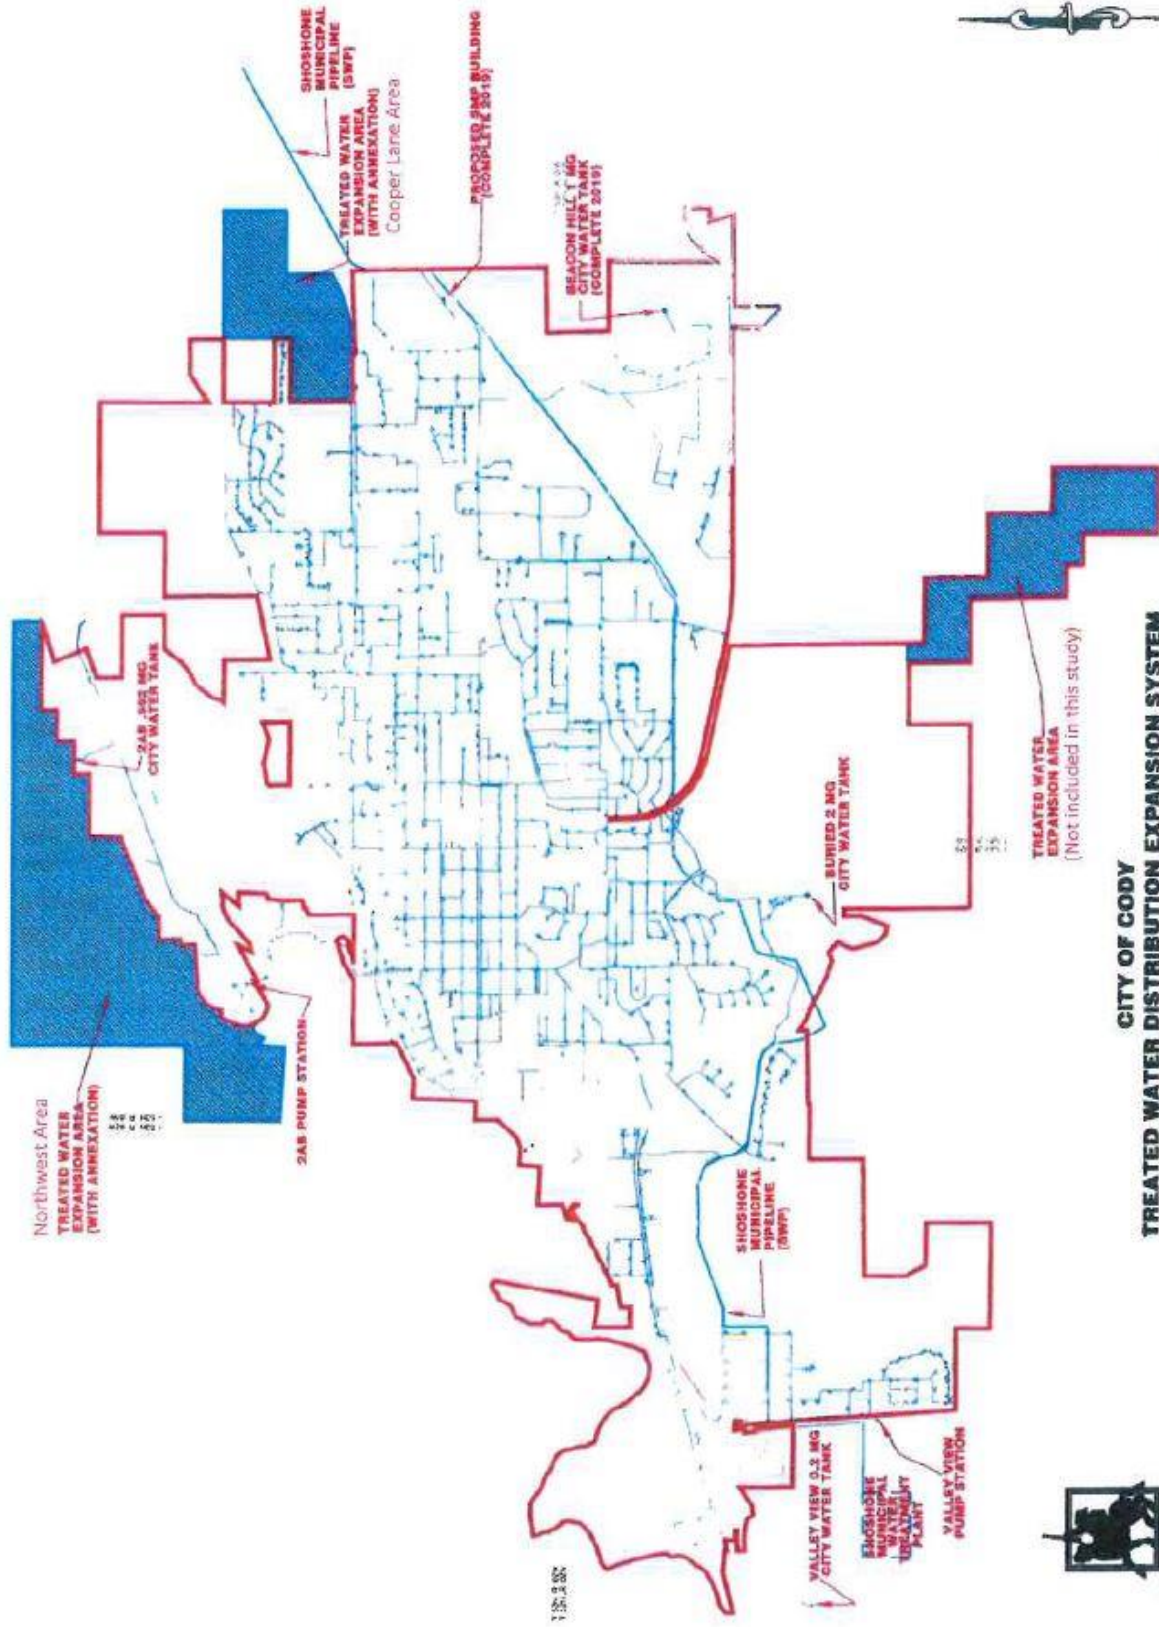 Northwest Area
TREATED WATER
EXPANSION AREA
(WITH ANNEXATION)
2AB PUMP STATION
CITY WATER TANK
SHOSHONE
MUNICIPAL
PIPELINE
(SWP)
TREATED WATER
EXPANSION AREA
(WITH ANNEXATION)
Cooper Lane Area
PROPOSED SMP BUILDING
(COMPLETE 2019)
BEACON HILL 1 MG
CITY WATER TANK
(COMPLETE 2019)
BURIED 2 MG
CITY WATER TANK
TREATED WATER
EXPANSION AREA
(Not included in this study)
SHOSHONE
MUNICIPAL
PIPELINE
(SWP)
VALLEY VIEW 0.2 MG
CITY WATER TANK
SHOSHONE
MUNICIPAL
WATER
TREATMENT
PLANT
VALLEY VIEW
PUMP STATION
CITY OF CODY
TREATED WATER DISTRIBUTION EXPANSION SYSTEM